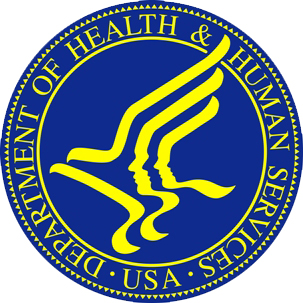 DEPARTMENT OF HEALTH & HUMAN SERVICES · USA ·